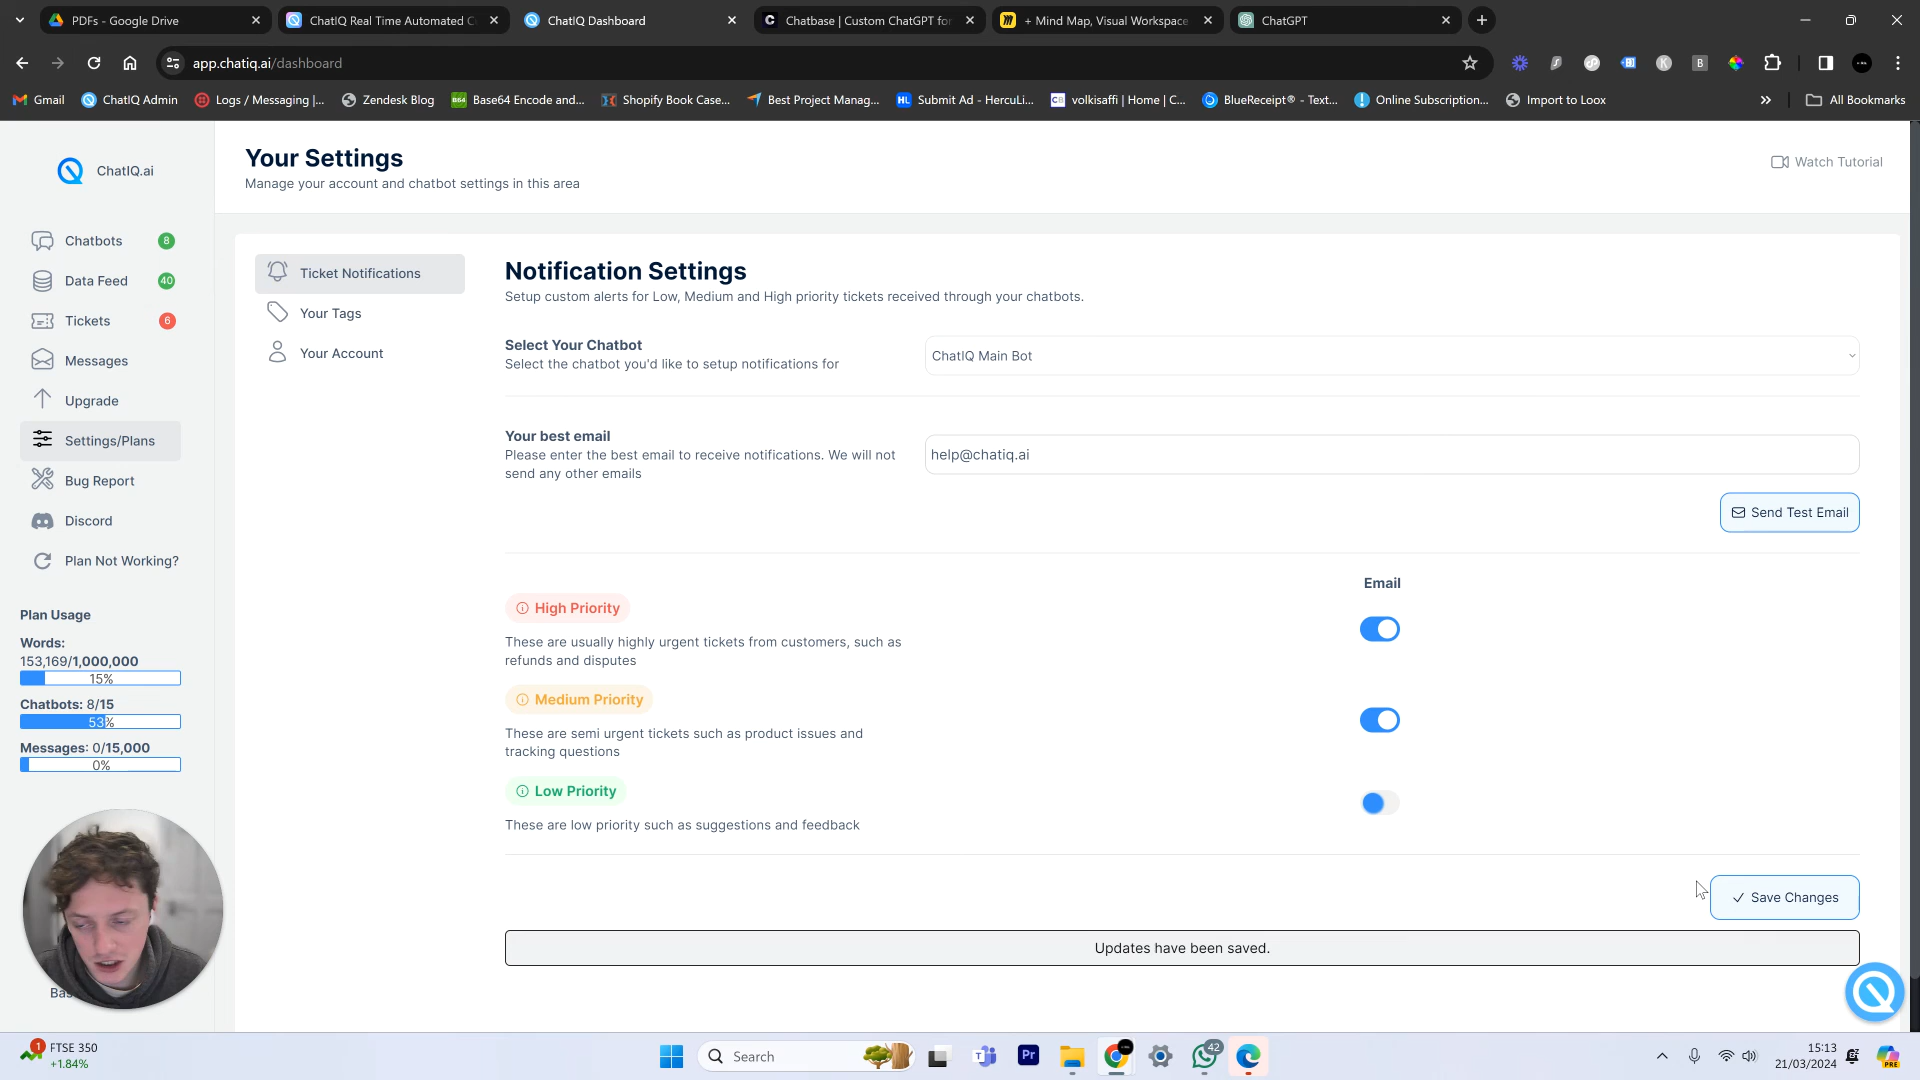 PDFs - Google Drive
ChatIQ Real Time Automated C
ChatIQ Dashboard
Chatbase | Custom ChatGPT for
+ Mind Map, Visual Workspace
ChatGPT
app.chatiq.ai/dashboard
Gmail
ChatIQ Admin
Logs / Messaging |...
Zendesk Blog
Base64 Encode and...
Shopify Book Case...
Best Project Manag...
Submit Ad - HercuLi...
volkisaffi | Home | C...
BlueReceipt® - Text...
Online Subscription...
Import to Loox
All Bookmarks
ChatIQ.ai
Your Settings
Manage your account and chatbot settings in this area
Watch Tutorial
Chatbots 8
Data Feed 40
Tickets 6
Messages
Upgrade
Settings/Plans
Bug Report
Discord
Plan Not Working?
Plan Usage
Words:
153,169/1,000,000
15%
Chatbots: 8/15
53%
Messages: 0/15,000
0%
Ticket Notifications
Your Tags
Your Account
Notification Settings
Setup custom alerts for Low, Medium and High priority tickets received through your chatbots.
Select Your Chatbot
Select the chatbot you'd like to setup notifications for
ChatIQ Main Bot
Your best email
Please enter the best email to receive notifications. We will not
send any other emails
help@chatiq.ai
Send Test Email
Email
High Priority
These are usually highly urgent tickets from customers, such as
refunds and disputes
Medium Priority
These are semi urgent tickets such as product issues and
tracking questions
Low Priority
These are low priority such as suggestions and feedback
Save Changes
Updates have been saved.
1
FTSE 350
+1.84%
Search
Pr
42
15:13
21/03/2024
PRE